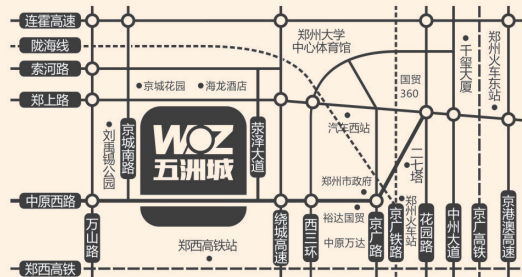 连霍高速
陇海线
索河路
郑上路
中原西路
郑西高铁
郑州大学
中心体育馆
京城花园
海龙酒店
国贸
360
千玺大厦
郑州火车东站
刘禹锡公园
京城南路
WOZ
五洲城
荥泽大道
汽车西站
二七塔
郑州市政府
裕达国贸
中原万达
郑州火车站
郑西高铁站
万山路
绕城高速
西三环
京广路
京广铁路
花园路
中州大道
京广高铁
京港澳高速